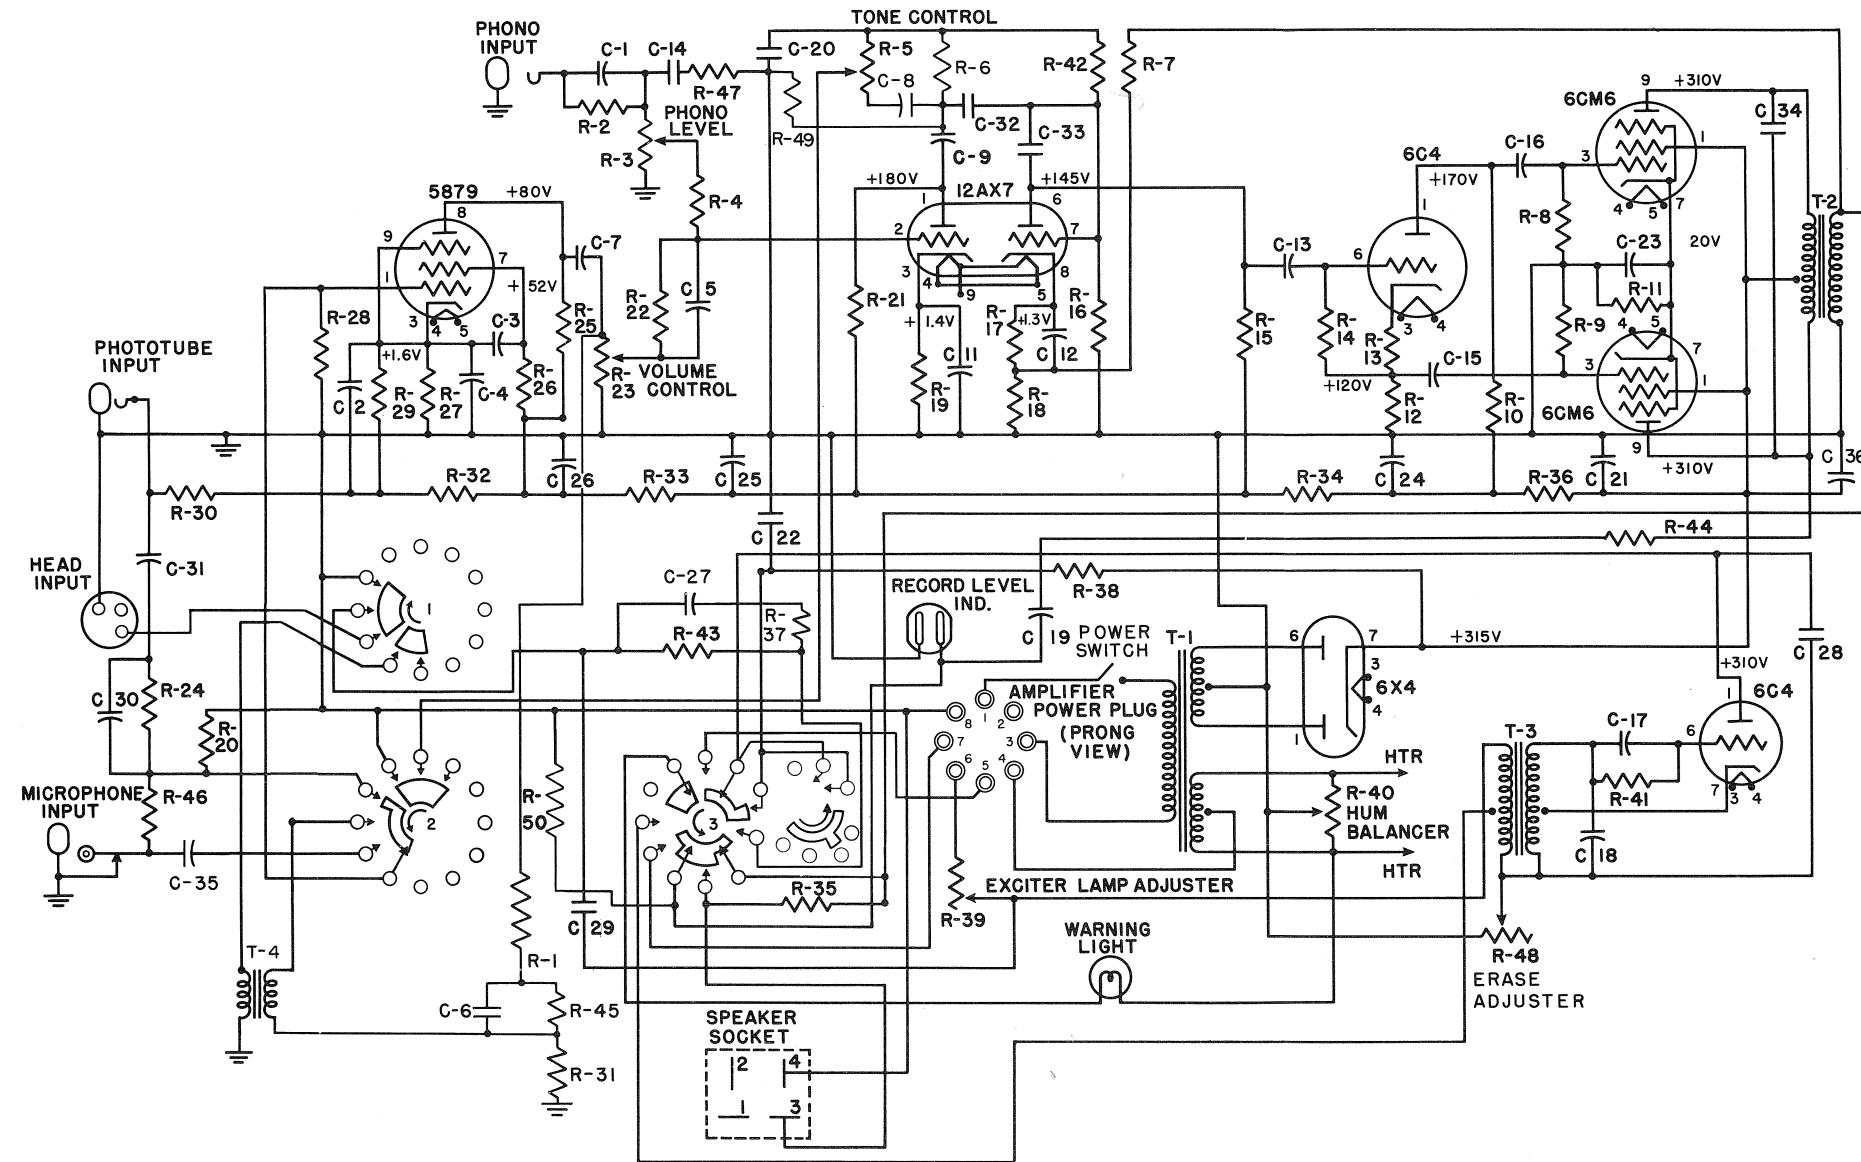 TONE CONTROL
PHONO
INPUT
C-1
C-14
R-47
R-2
PHONO
LEVEL
R-3
R-4
C-20
R-49
R-5
C-8
R-6
C-32
C-9
C-33
R-42
R-7
5879
+80V
8
9
1
7
+ 52V
3
4
5
C-7
C-3
R-28
+1.6V
C 2
R-
29
R-
27
C-4
R-
26
R-
25
R-
23
VOLUME
CONTROL
R-
22
C 5
+180V
12AX7
+145V
1
6
2
7
3
8
4
9
5
R-21
+ 1.4V
R-
19
C 11
R-
17
+1.3V
C 12
R-
18
R-
16
C-13
R-
15
R-
14
6C4
+170V
1
6
3
4
R-
13
C-15
+120V
R-
12
R-
10
C-16
6CM6
9
+310V
1
3
4
5
7
C 34
R-8
C-23
20V
R-11
R-9
4
5
7
3
1
6CM6
9
+310V
T-2
C 36
PHOTOTUBE
INPUT
R-30
R-32
C 26
R-33
C 25
R-34
C 24
R-36
C 21
C-31
C 22
R-44
HEAD
INPUT
1
C 30
R-24
R-
20
R-46
MICROPHONE
INPUT
C-35
2
T-4
C-27
R-43
R-
37
RECORD LEVEL
IND.
R-38
C 19
POWER
SWITCH
T-1
AMPLIFIER
POWER PLUG
(PRONG
VIEW)
8
1
2
7
3
6
5
4
R-
50
3
R-35
C 29
R-1
C-6
R-45
R-31
SPEAKER
SOCKET
2
4
1
3
R-39
EXCITER LAMP ADJUSTER
WARNING
LIGHT
6
7
3
6X4
4
1
+315V
HTR
R-40
HUM
BALANCER
HTR
T-3
C-17
R-41
C 18
+310V
6C4
1
6
7
3
4
C 28
R-48
ERASE
ADJUSTER